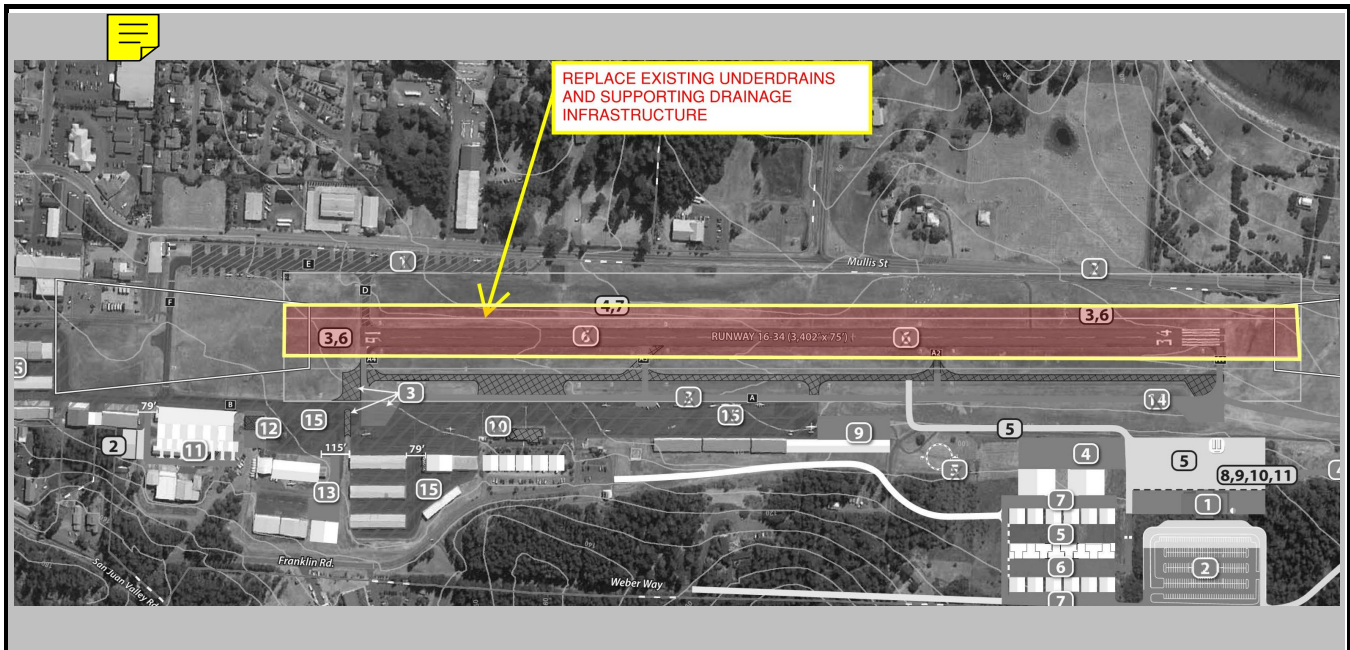 REPLACE EXISTING UNDERDRAINS
AND SUPPORTING DRAINAGE
INFRASTRUCTURE
E
1
Mullis St
2
D
F
4,7
3,6
3,6
16
6
RUNWAY 16-34 (3,402' x 75')
6
34
A4
A3
A2
3
3
A
14
79'
B
15
15
12
10
9
5
2
11
4
5
5
115'
79'
8,9,10,11
13
15
7
1
5
Franklin Rd.
6
2
San Juan Valley Rd.
Weber Way
7